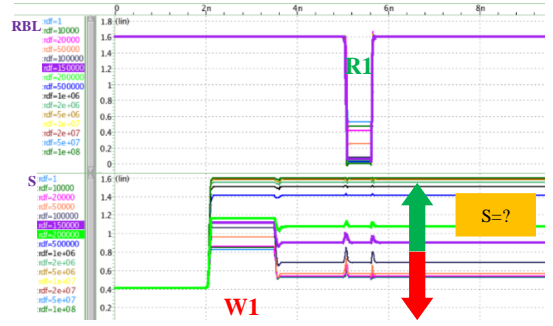 RBL
:rdf=1
:rdf=10000
:rdf=20000
:rdf=50000
:rdf=100000
:rdf=150000
:rdf=200000
:rdf=500000
:rdf=1e+06
:rdf=2e+06
:rdf=5e+06
:rdf=1e+07
:rdf=2e+07
:rdf=5e+07
:rdf=1e+08
0 2n 4n 6n 8n
1.8 (lin)
1.6
1.4
1.2
1
0.8
0.6
0.4
0.2
0
R1
S
rdf=1
:rdf=10000
:rdf=20000
:rdf=50000
:rdf=100000
:rdf=150000
:rdf=200000
:rdf=500000
:rdf=1e+06
:rdf=2e+06
:rdf=5e+06
:rdf=1e+07
:rdf=2e+07
:rdf=5e+07
:rdf=1e+08
1.6 (lin)
1.4
1.2
1
0.8
0.6
0.4
0.2
S=?
W1